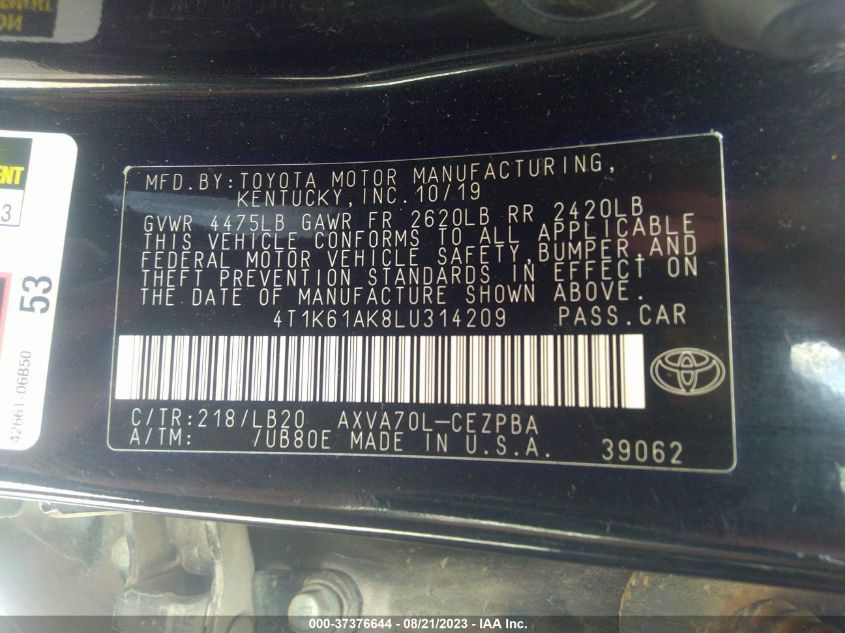 MFD.BY:TOYOTA MOTOR MANUFACTURING,
KENTUCKY,INC.10/19
GVWR 4475LB GAWR FR 2620LB RR 2420LB
THIS VEHICLE CONFORMS TO ALL APPLICABLE
FEDERAL MOTOR VEHICLE SAFETY,BUMPER,AND
THEFT PREVENTION STANDARDS IN EFFECT ON
THE DATE OF MANUFACTURE SHOWN ABOVE.
4T1K61AK8LU314209 PASS.CAR
C/TR:218/LB20 AXVA70L-CEZPBA
A/TM: /UB80E MADE IN U.S.A. 39062
53
42661-06B50
000-37376644 - 08/21/2023 - IAA Inc.